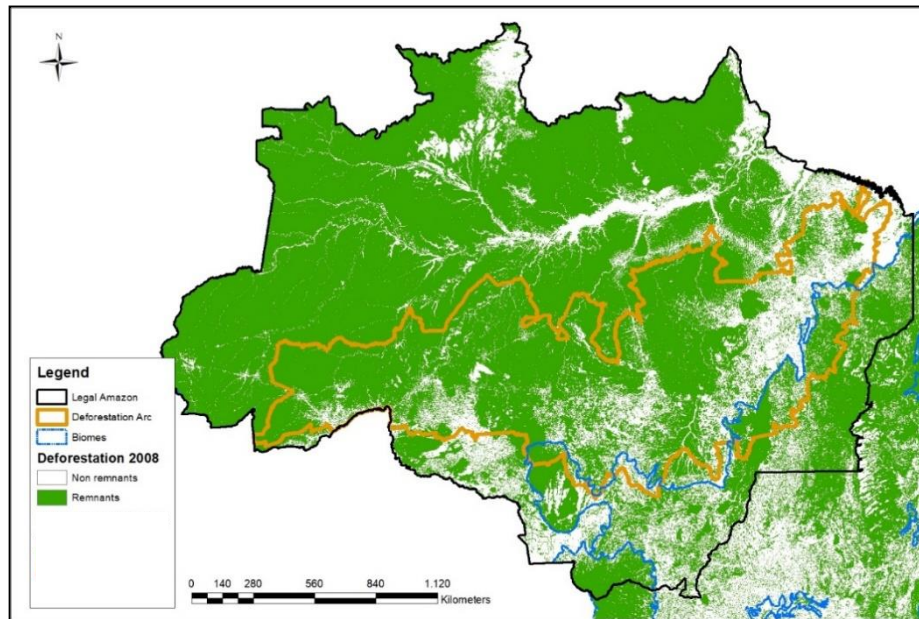 N
Legend
Legal Amazon
Deforestation Arc
Biomes
Deforestation 2008
Non remnants
Remnants
0 140 280 560 840 1.120
Kilometers